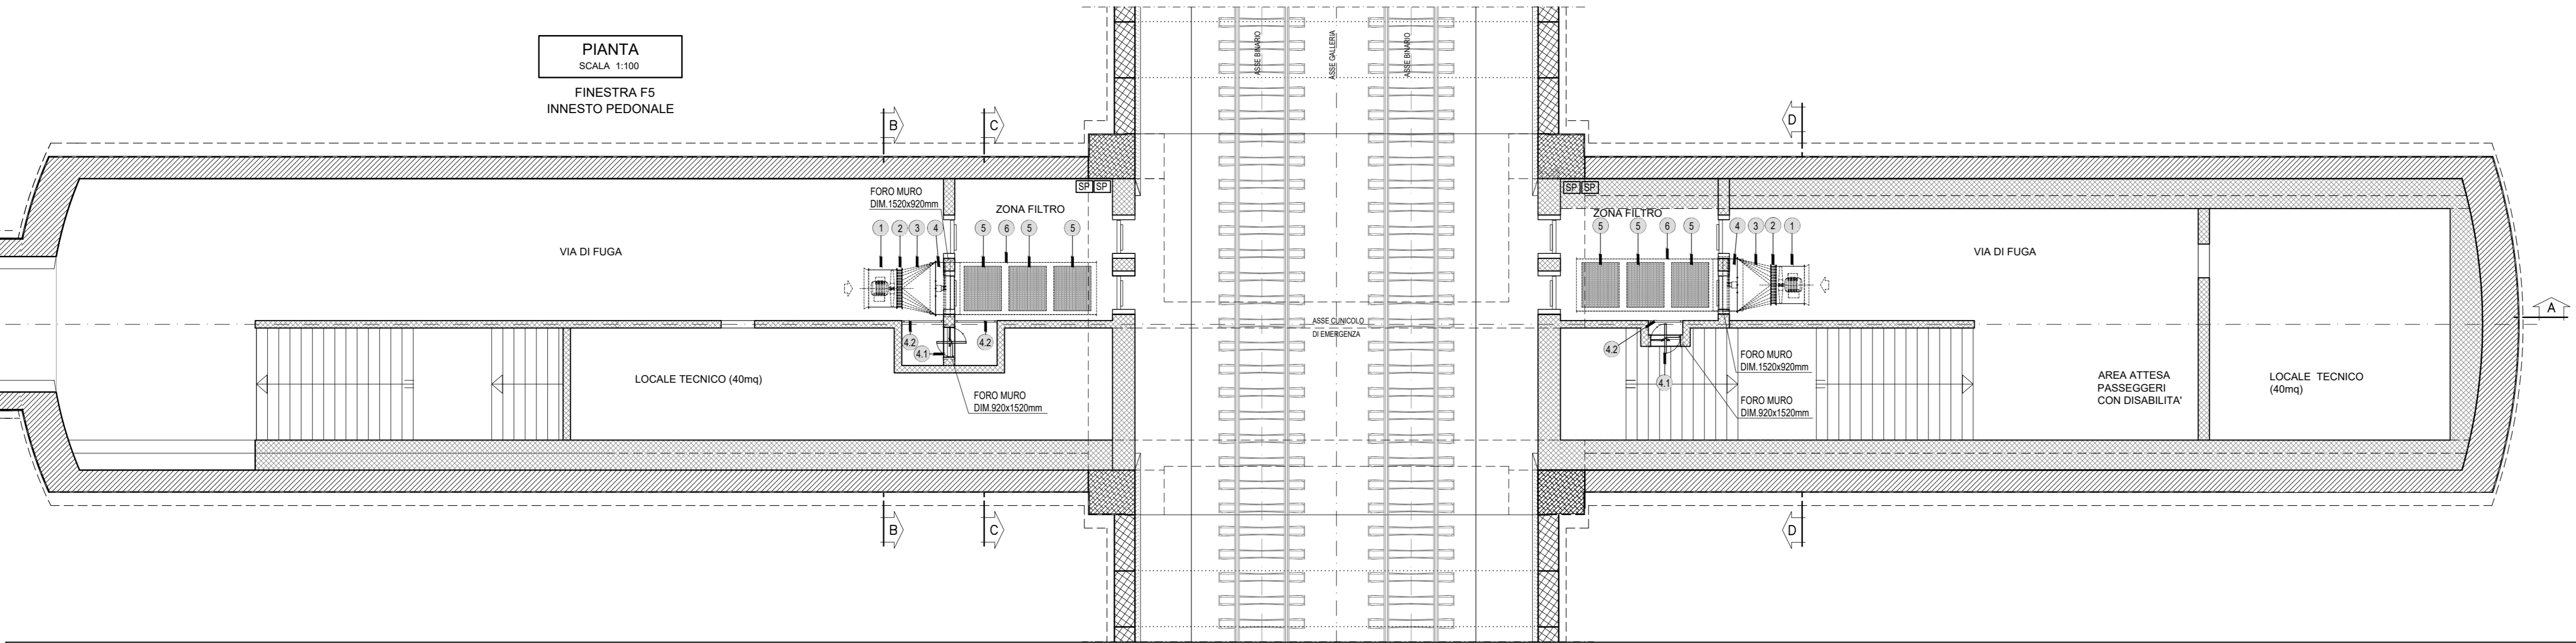 PIANTA
SCALA 1:100
FINESTRA F5
INNESTO PEDONALE
ASSE BINARIO
ASSE GALLERIA
ASSE BINARIO
B
C
D
FORO MURO
DIM.1520x920mm
SP SP
SP SP
ZONA FILTRO
ZONA FILTRO
1 2 3 4 5 6 5 5
5 5 6 5 4 3 2 1
VIA DI FUGA
VIA DI FUGA
A
ASSE CUNICOLO
DI EMERGENZA
4.2
4.1
4.2
4.2
4.1
LOCALE TECNICO (40mq)
FORO MURO
DIM.920x1520mm
FORO MURO
DIM.1520x920mm
FORO MURO
DIM.920x1520mm
AREA ATTESA
PASSEGGERI
CON DISABILITA'
LOCALE TECNICO
(40mq)
B
C
D